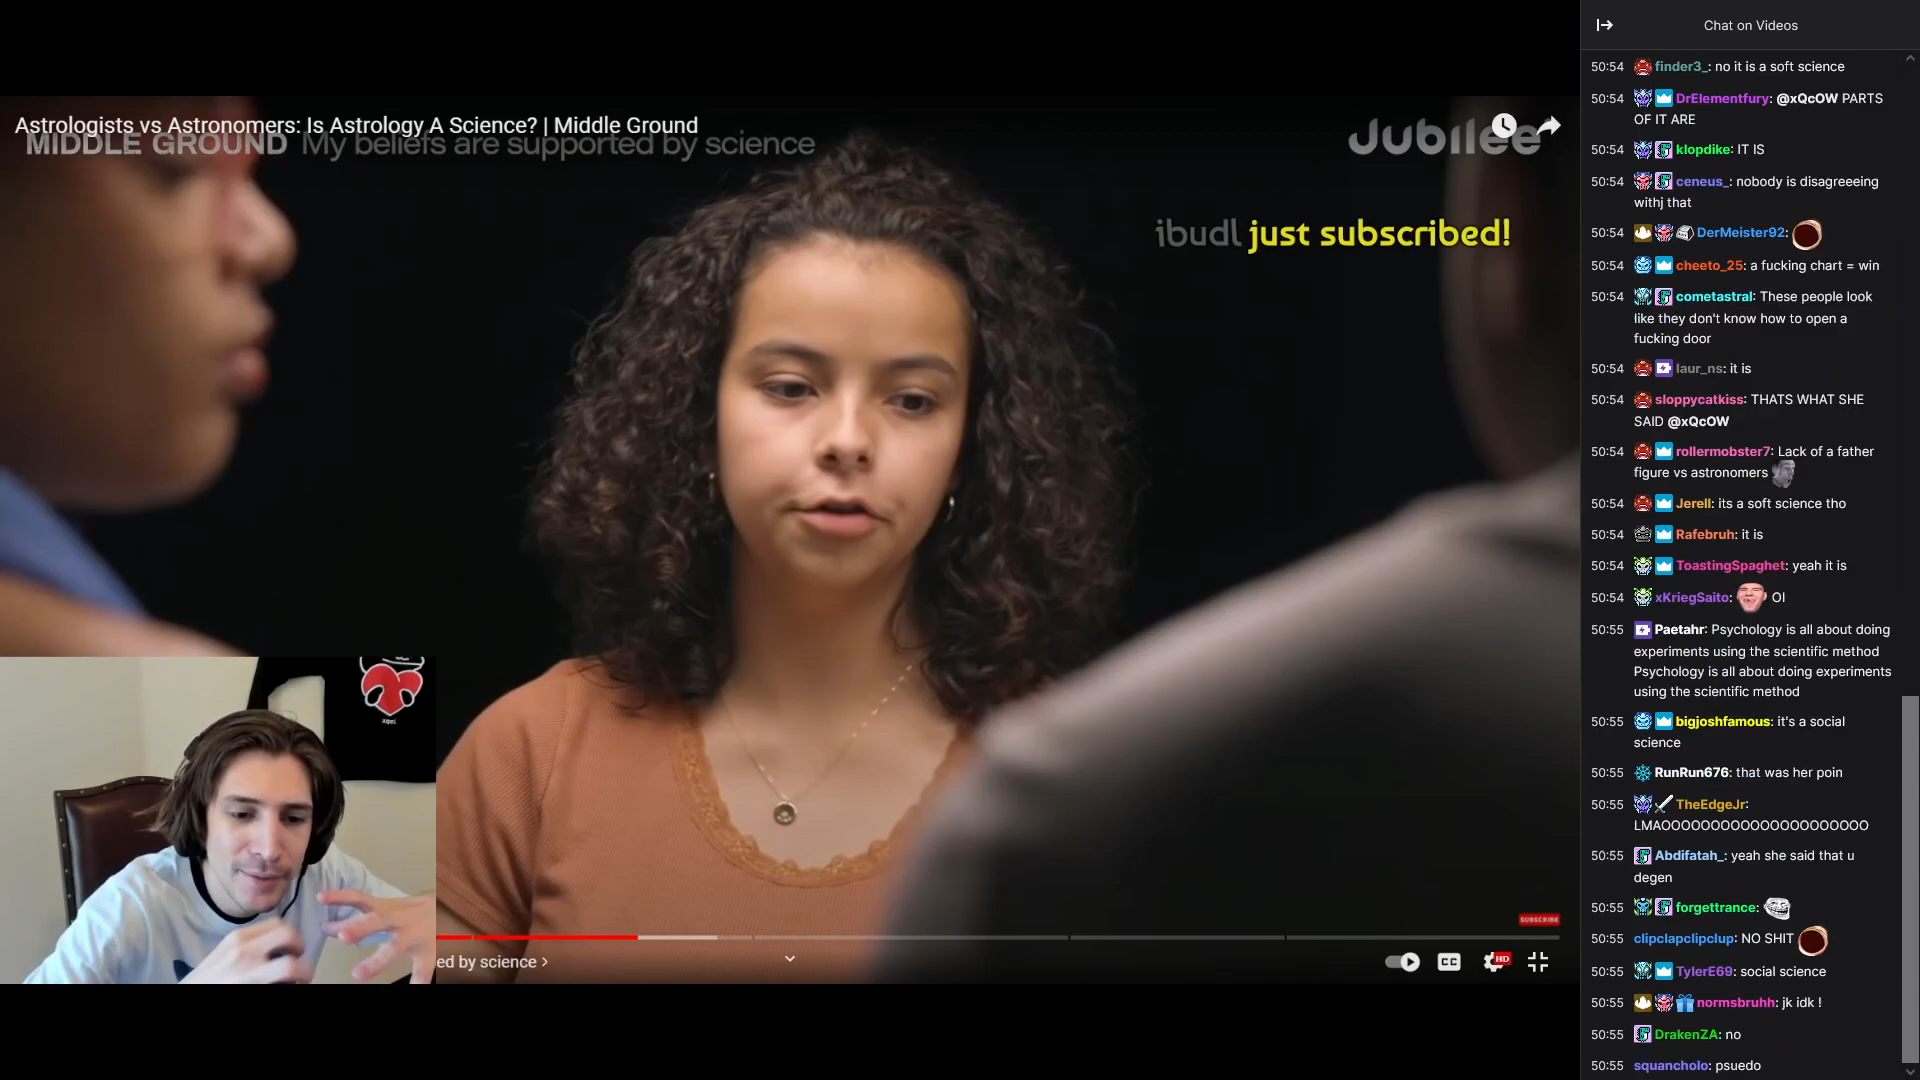 Astrologists vs Astronomers: Is Astrology A Science? | Middle Ground
MIDDLE GROUND My beliefs are supported by science
Jubilee
ibudl just subscribed!
xqcL
SUBSCRIBE
ed by science
CC
HD
Chat on Videos
50:54 finder3_: no it is a soft science
50:54 DrElementfury: @xQcOW PARTS
OF IT ARE
50:54 klopdike: IT IS
50:54 ceneus_: nobody is disagreeeing
withj that
50:54 DerMeister92:
50:54 cheeto_25: a fucking chart = win
50:54 cometastral: These people look
like they don't know how to open a
fucking door
50:54 laur_ns: it is
50:54 sloppycatkiss: THATS WHAT SHE
SAID @xQcOW
50:54 rollermobster7: Lack of a father
figure vs astronomers
50:54 Jerell: its a soft science tho
50:54 Rafebruh: it is
50:54 ToastingSpaghet: yeah it is
50:54 xKriegSaito: OI
50:55 Paetahr: Psychology is all about doing
experiments using the scientific method
Psychology is all about doing experiments
using the scientific method
50:55 bigjoshfamous: it's a social
science
50:55 RunRun676: that was her poin
50:55 TheEdgeJr:
LMAOOOOOOOOOOOOOOOOOOOOO
50:55 Abdifatah_: yeah she said that u
degen
50:55 forgettrance:
50:55 clipclapclipclup: NO SHIT
50:55 TylerE69: social science
50:55 normsbruhh: jk idk !
50:55 DrakenZA: no
50:55 squancholo: psuedo